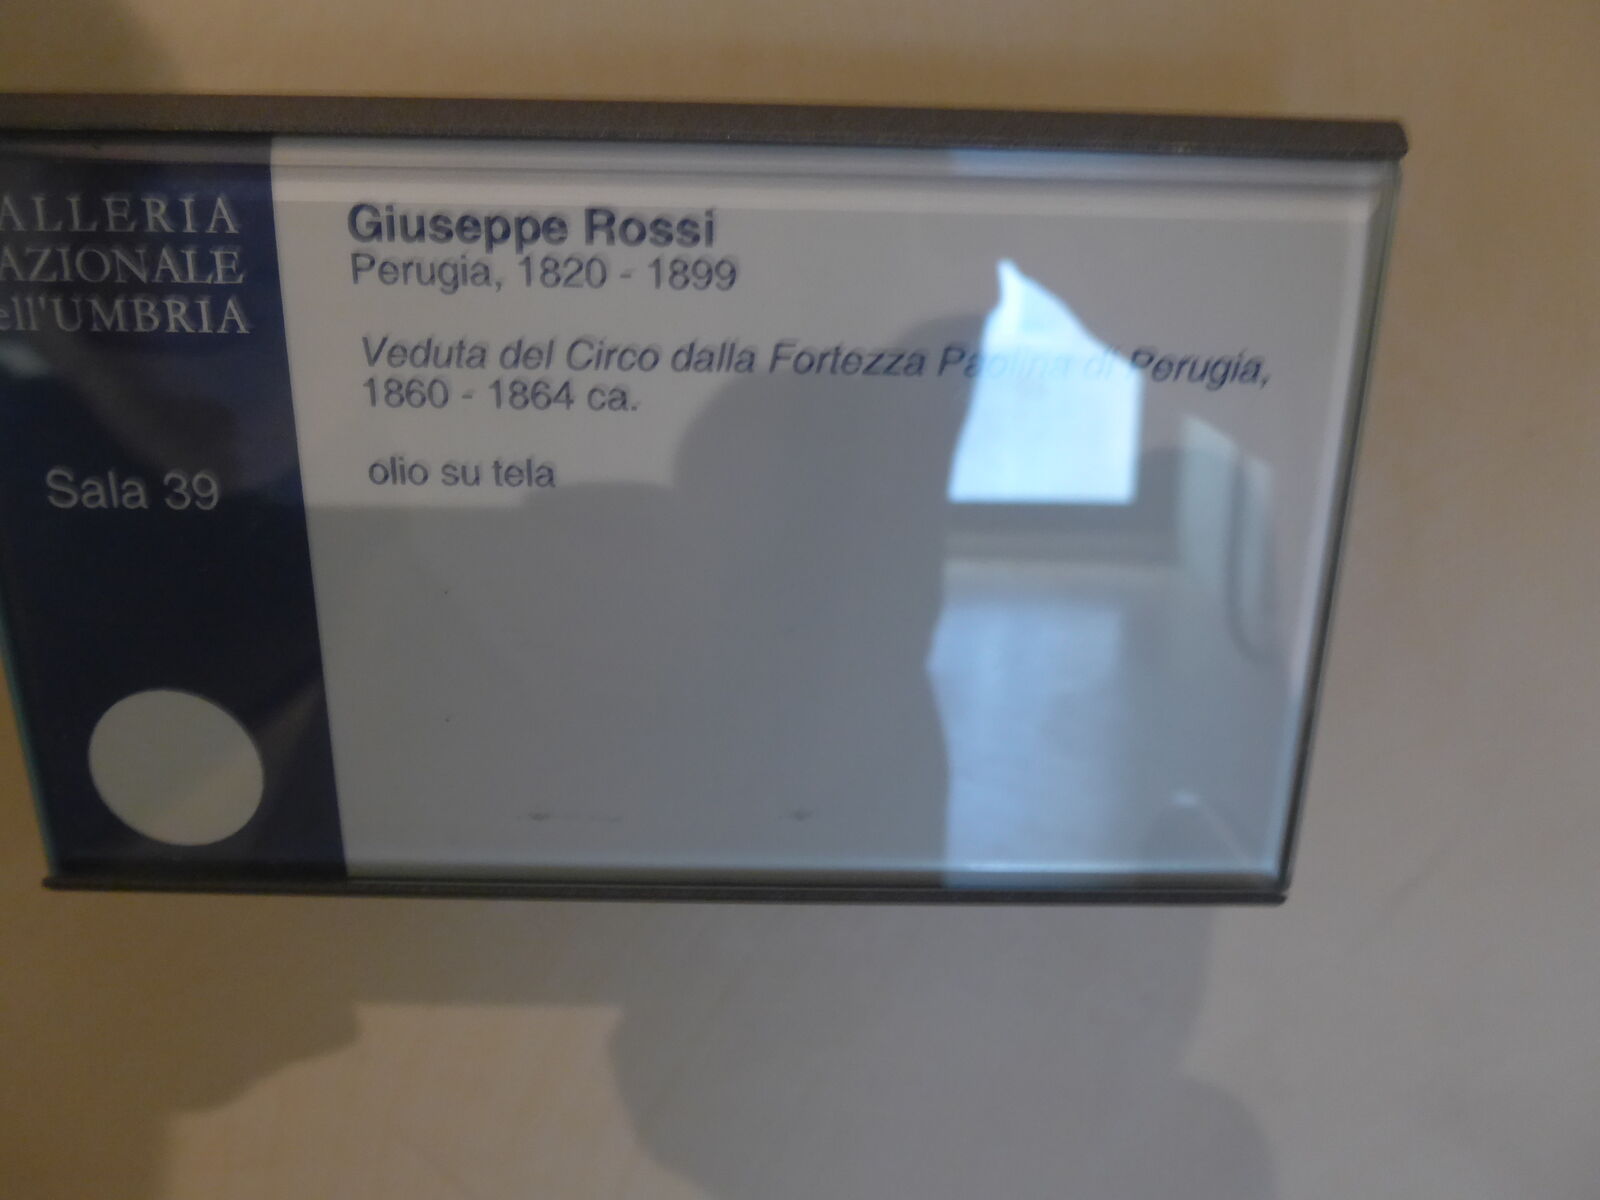 ALLERIA
AZIONALE
ell'UMBRIA
Sala 39
Giuseppe Rossi
Perugia, 1820 - 1899
Veduta del Circo dalla Fortezza Paolina di Perugia,
1860 - 1864 ca.
olio su tela